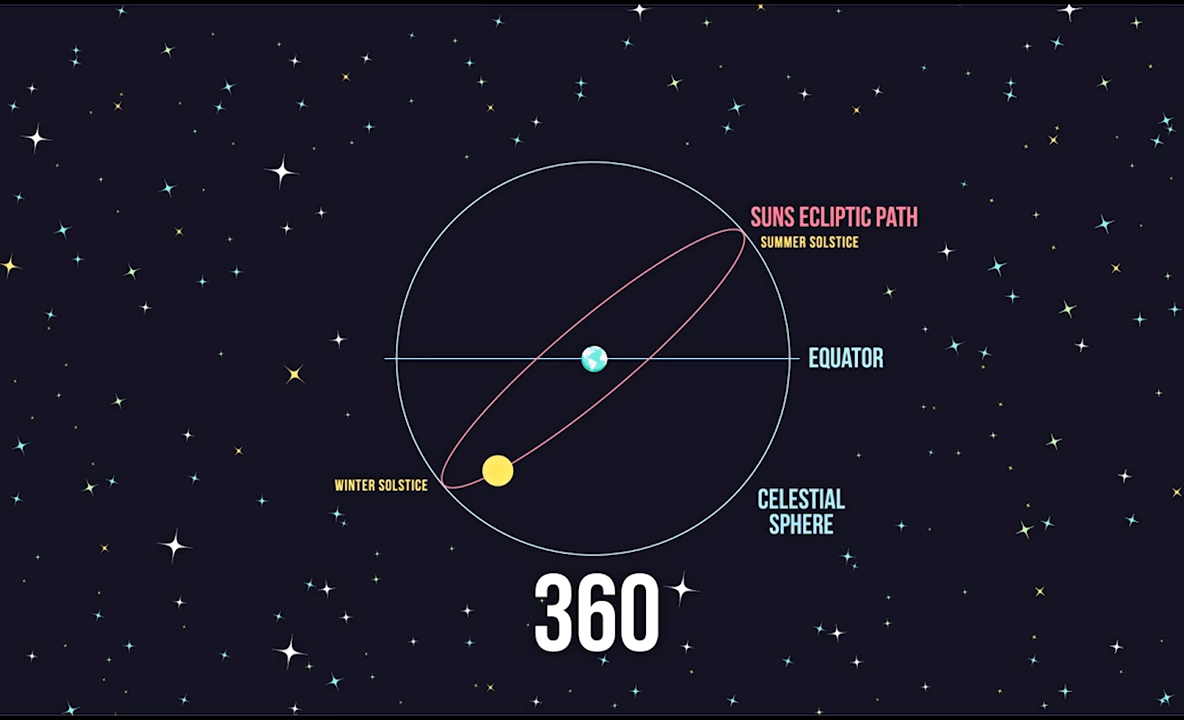 SUNS ECLIPTIC PATH
SUMMER SOLSTICE
EQUATOR
WINTER SOLSTICE
CELESTIAL
SPHERE
360